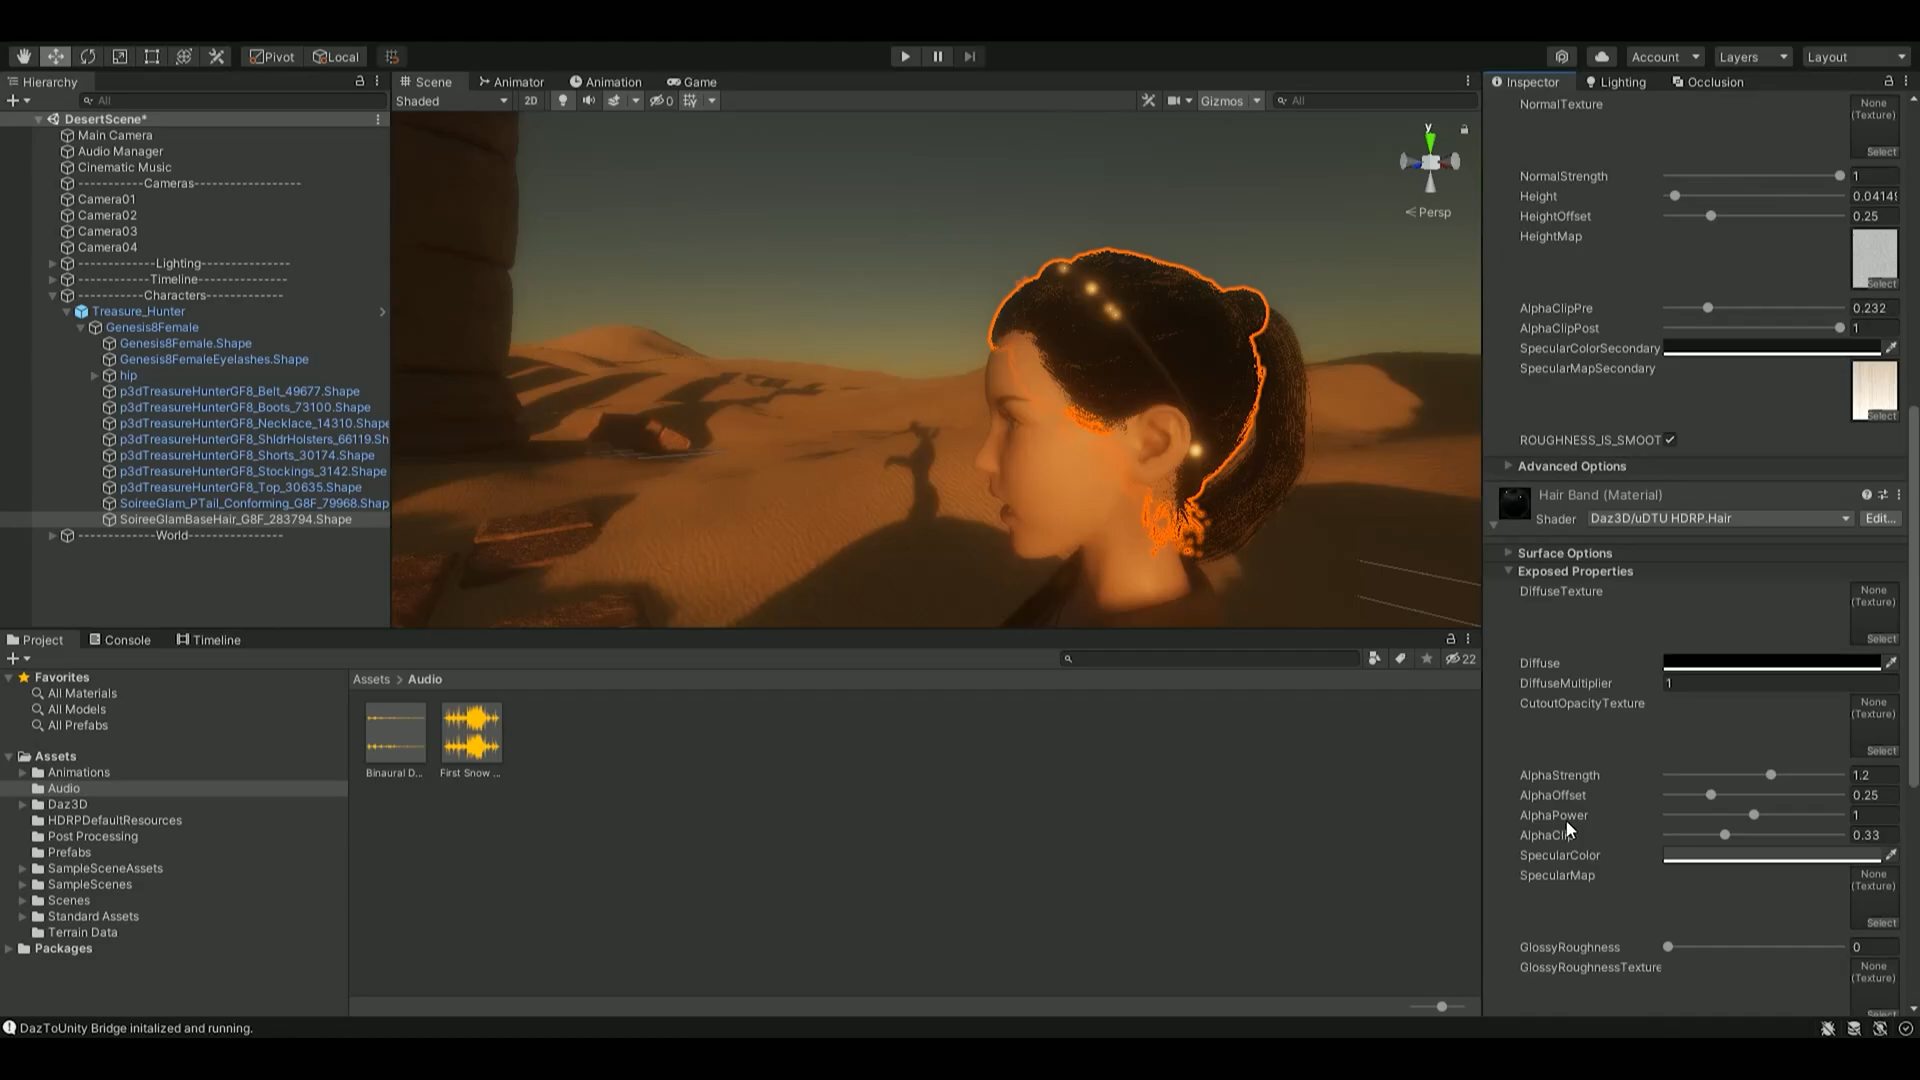 Pivot
Local
Account
Layers
Layout
Hierarchy
All
DesertScene*
Main Camera
Audio Manager
Cinematic Music
----------Cameras----------------
Camera01
Camera02
Camera03
Camera04
------------Lighting------------------
-----------Timeline-----------------
----------Characters--------------
Treasure_Hunter
Genesis8Female
Genesis8Female.Shape
Genesis8FemaleEyelashes.Shape
hip
p3dTreasureHunterGF8_Belt_49677.Shape
p3dTreasureHunterGF8_Boots_73100.Shape
p3dTreasureHunterGF8_Necklace_14310.Shape
p3dTreasureHunterGF8_ShldrHolsters_66119.Sh
p3dTreasureHunterGF8_Shorts_30174.Shape
p3dTreasureHunterGF8_Stockings_3142.Shape
p3dTreasureHunterGF8_Top_30635.Shape
SoireeGlam_PTail_Conforming_G8F_79968.Shap
SoireeGlamBaseHair_G8F_283794.Shape
------------World----------------
Scene
Animator
Animation
Game
Shaded
2D
0
Gizmos
All
y
Persp
Inspector
Lighting
Occlusion
NormalTexture
None
(Texture)
Select
NormalStrength
1
Height
0.04149
HeightOffset
0.25
HeightMap
Select
AlphaClipPre
0.232
AlphaClipPost
1
SpecularColorSecondary
SpecularMapSecondary
Select
ROUGHNESS_IS_SMOOT
Advanced Options
Hair Band (Material)
Shader
Daz3D/uDTU HDRP.Hair
Edit...
Surface Options
Exposed Properties
DiffuseTexture
None
(Texture)
Select
Diffuse
DiffuseMultiplier
1
CutoutOpacityTexture
None
(Texture)
Select
AlphaStrength
1.2
AlphaOffset
0.25
AlphaPower
1
AlphaCli
0.33
SpecularColor
SpecularMap
None
(Texture)
Select
GlossyRoughness
0
GlossyRoughnessTexture
None
(Texture)
Select
Project
Console
Timeline
22
Favorites
All Materials
All Models
All Prefabs
Assets
Animations
Audio
Daz3D
HDRPDefaultResources
Post Processing
Prefabs
SampleSceneAssets
SampleScenes
Scenes
Standard Assets
Terrain Data
Packages
Assets > Audio
Binaural D...
First Snow ...
DazToUnity Bridge initalized and running.